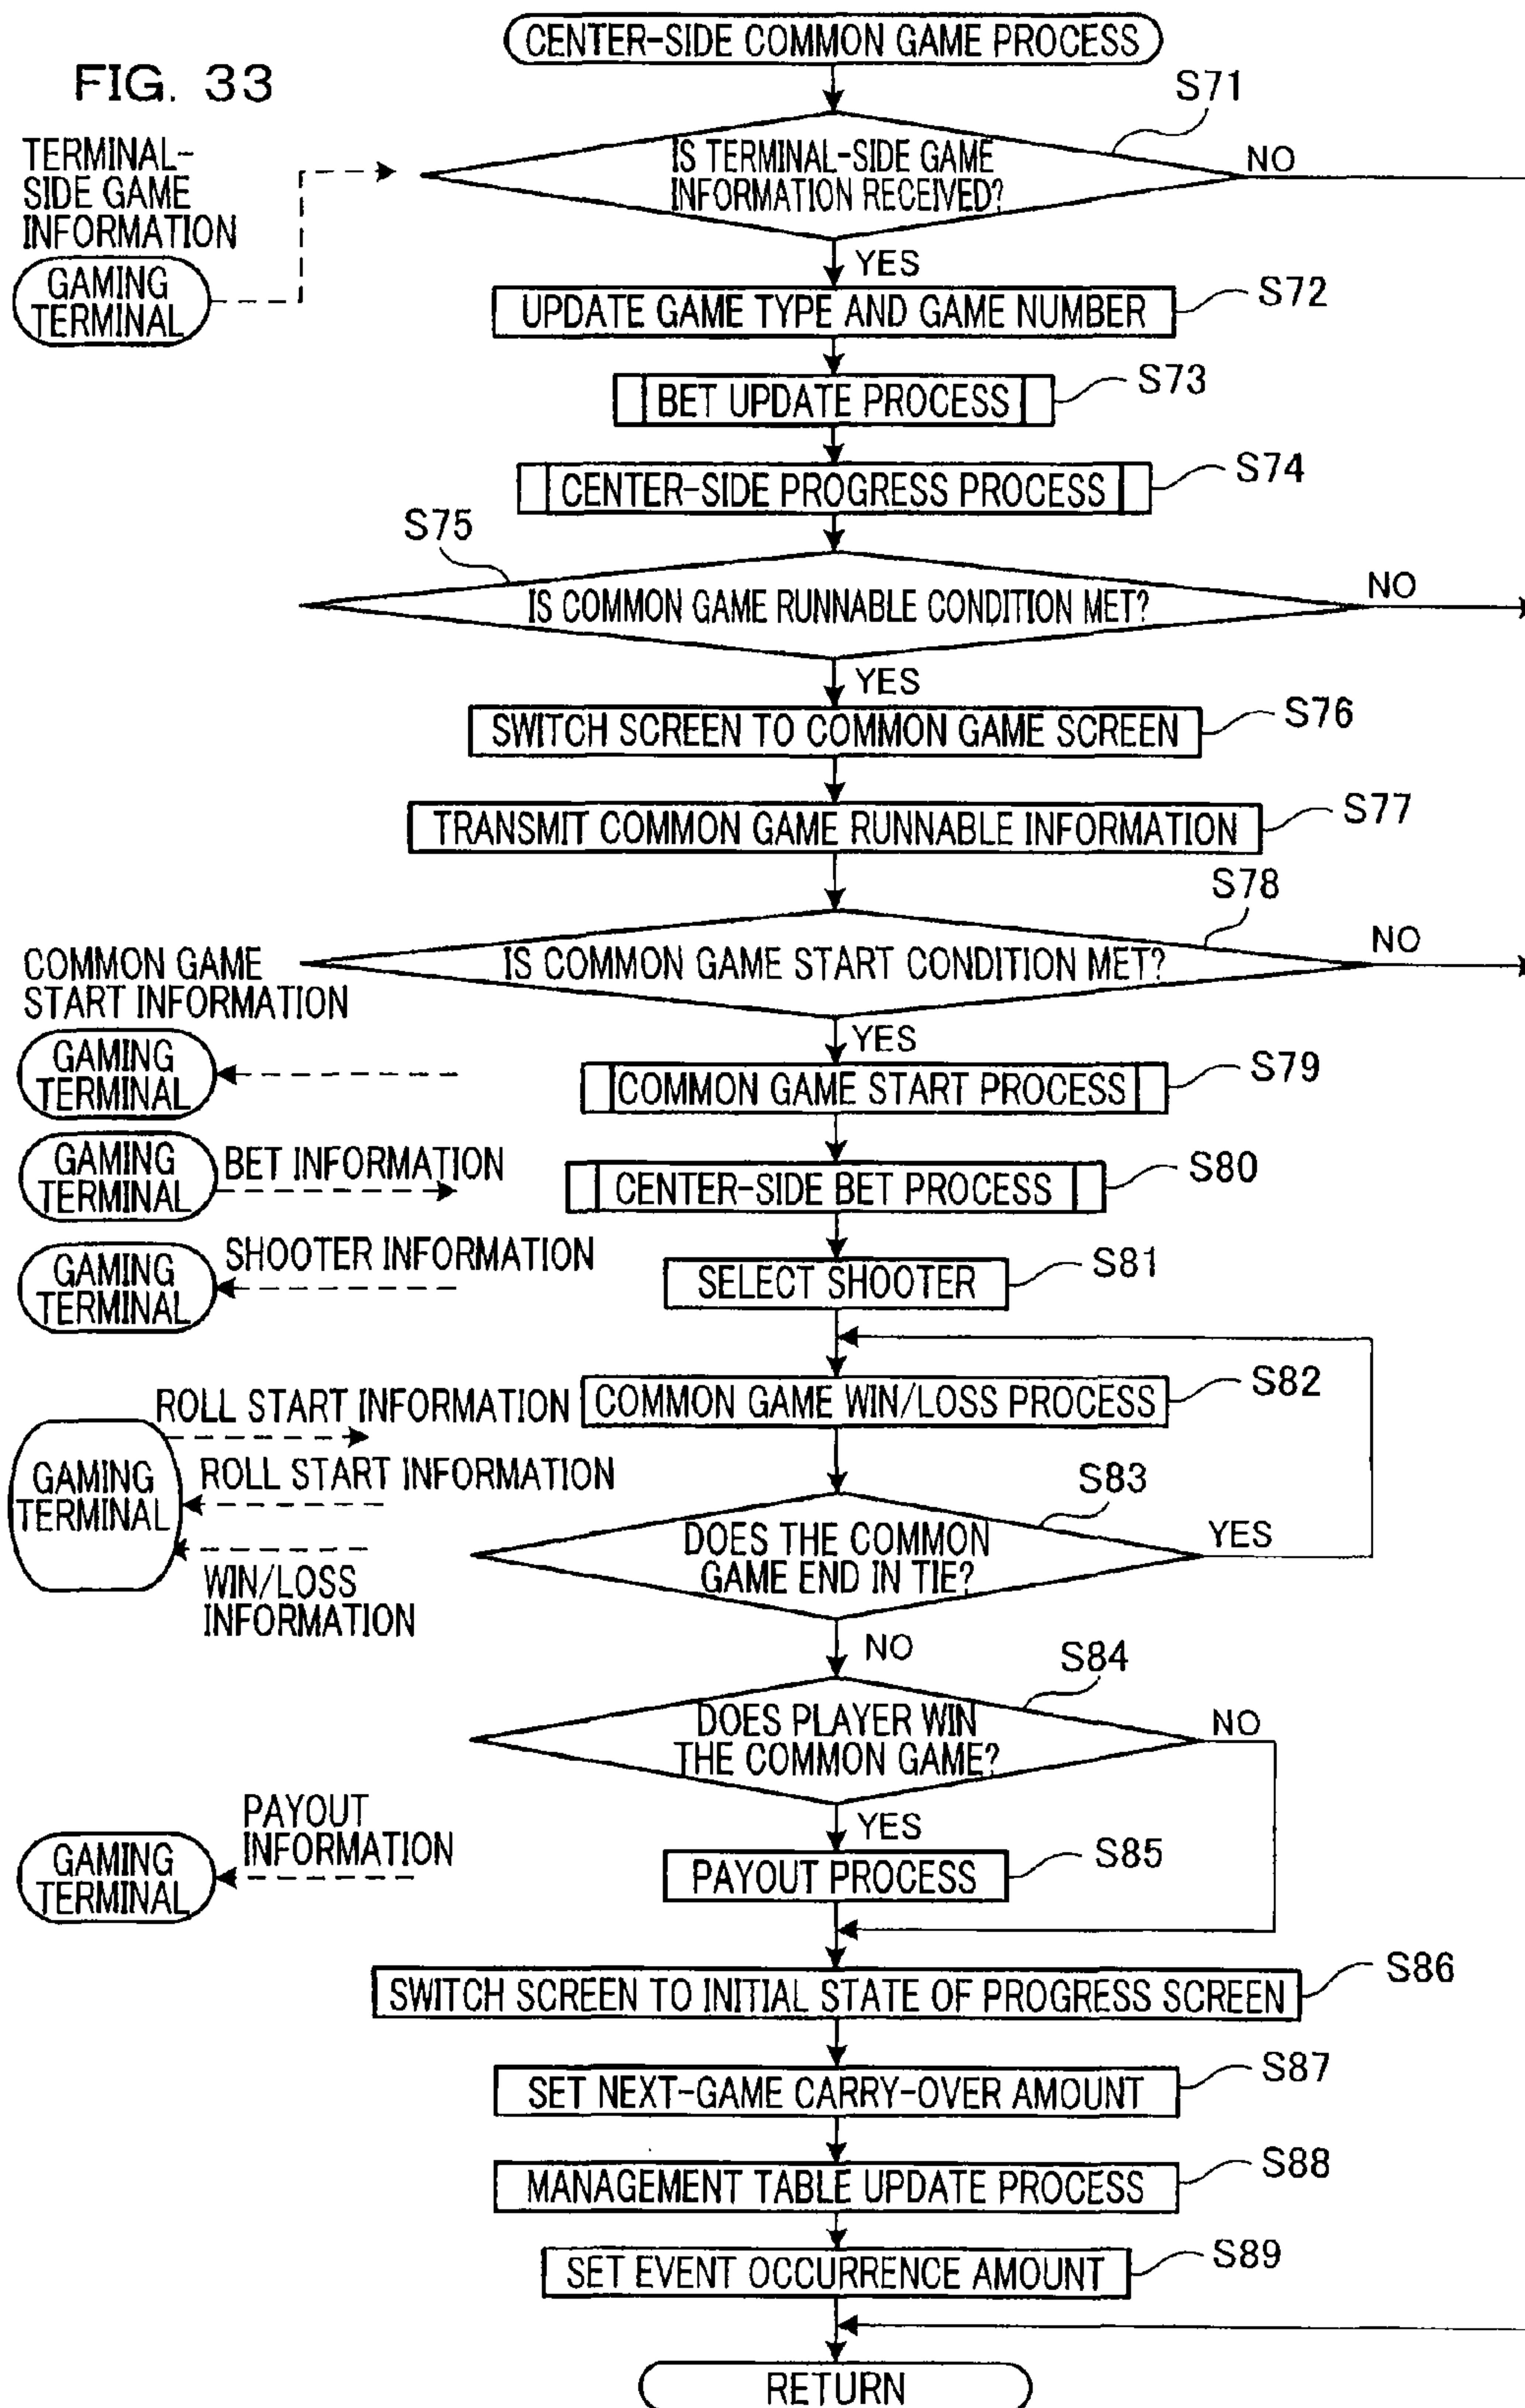 CENTER-SIDE COMMON GAME PROCESS
FIG. 33
S71
TERMINAL-
SIDE GAME
INFORMATION
IS TERMINAL-SIDE GAME
INFORMATION RECEIVED?
NO
GAMING
TERMINAL
YES
UPDATE GAME TYPE AND GAME NUMBER
S72
BET UPDATE PROCESS
S73
CENTER-SIDE PROGRESS PROCESS
S74
S75
IS COMMON GAME RUNNABLE CONDITION MET?
NO
YES
SWITCH SCREEN TO COMMON GAME SCREEN
S76
TRANSMIT COMMON GAME RUNNABLE INFORMATION
S77
S78
COMMON GAME
START INFORMATION
IS COMMON GAME START CONDITION MET?
NO
YES
GAMING
TERMINAL
COMMON GAME START PROCESS
S79
GAMING
TERMINAL
BET INFORMATION
CENTER-SIDE BET PROCESS
S80
GAMING
TERMINAL
SHOOTER INFORMATION
SELECT SHOOTER
S81
ROLL START INFORMATION
COMMON GAME WIN/LOSS PROCESS
S82
GAMING
TERMINAL
ROLL START INFORMATION
S83
DOES THE COMMON
GAME END IN TIE?
YES
WIN/LOSS
INFORMATION
NO
S84
DOES PLAYER WIN
THE COMMON GAME?
NO
PAYOUT
INFORMATION
YES
GAMING
TERMINAL
PAYOUT PROCESS
S85
SWITCH SCREEN TO INITIAL STATE OF PROGRESS SCREEN
S86
SET NEXT-GAME CARRY-OVER AMOUNT
S87
MANAGEMENT TABLE UPDATE PROCESS
S88
SET EVENT OCCURRENCE AMOUNT
S89
RETURN